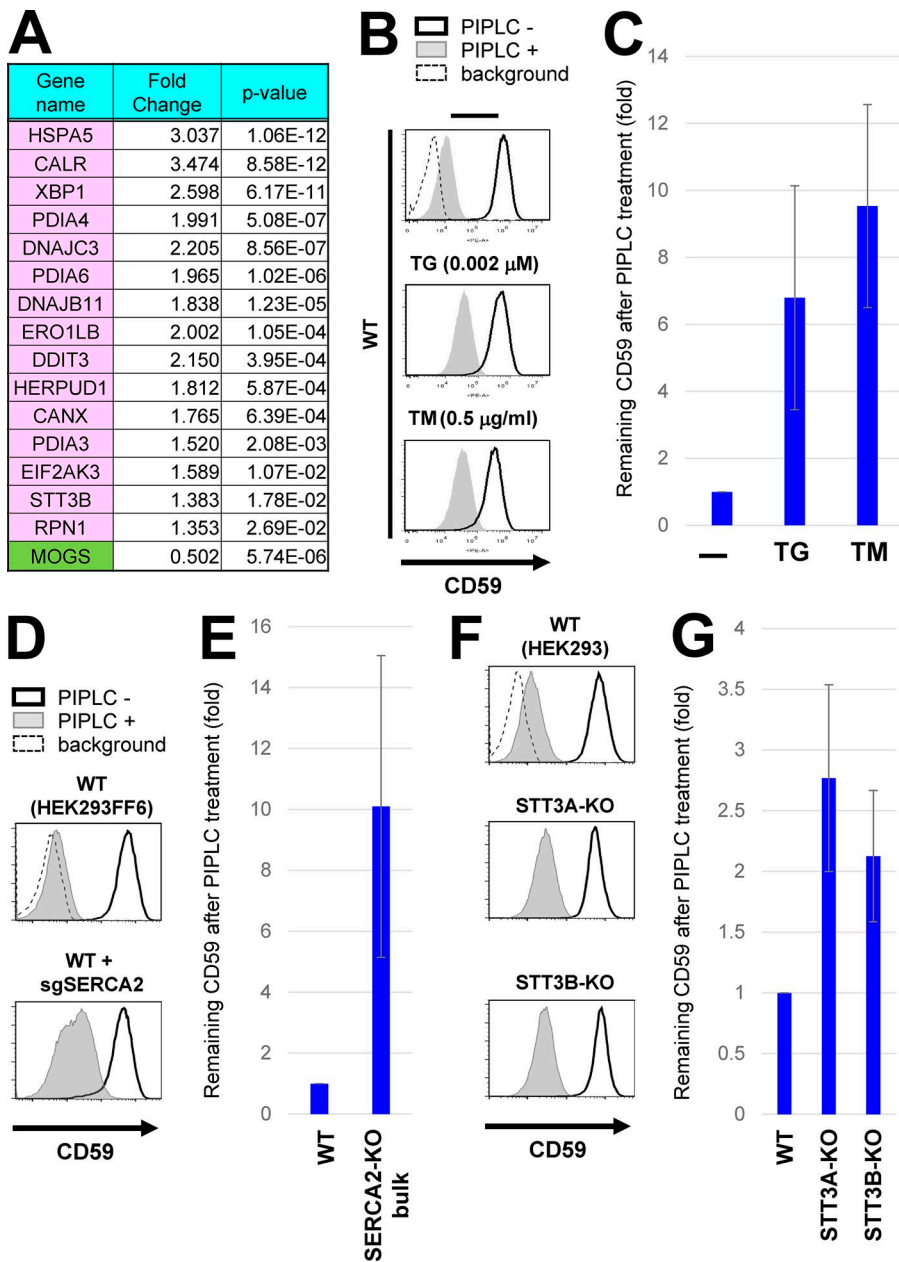 A
Gene name Fold Change p-value
HSPA5 3.037 1.06E-12
CALR 3.474 8.58E-12
XBP1 2.598 6.17E-11
PDIA4 1.991 5.08E-07
DNAJC3 2.205 8.56E-07
PDIA6 1.965 1.02E-06
DNAJB11 1.838 1.23E-05
ERO1LB 2.002 1.05E-04
DDIT3 2.150 3.95E-04
HERPUD1 1.812 5.87E-04
CANX 1.765 6.39E-04
PDIA3 1.520 2.08E-03
EIF2AK3 1.589 1.07E-02
STT3B 1.383 1.78E-02
RPN1 1.353 2.69E-02
MOGS 0.502 5.74E-06
B
PIPLC -
PIPLC +
background
WT
<PE-A>
TG (0.002 μM)
<PE-A>
TM (0.5 μg/ml)
<PE-A>
CD59
C
Remaining CD59 after PIPLC treatment (fold)
14
12
10
8
6
4
2
0
– TG TM
D
PIPLC -
PIPLC +
background
WT
(HEK293FF6)
WT +
sgSERCA2
CD59
E
Remaining CD59 after PIPLC treatment (fold)
16
14
12
10
8
6
4
2
0
WT
SERCA2-KO
bulk
F
WT
(HEK293)
STT3A-KO
STT3B-KO
CD59
G
Remaining CD59 after PIPLC treatment (fold)
4
3.5
3
2.5
2
1.5
1
0.5
0
WT
STT3A-KO
STT3B-KO